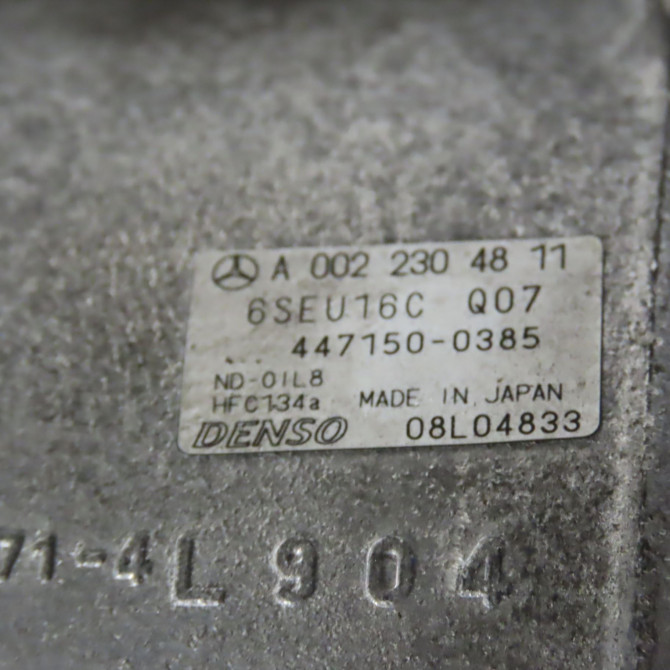 A 002 230 48 11
6SEU16C Q07
447150-0385
ND-OIL8
HFC134a MADE IN JAPAN
DENSO 08L04833
71-4L904